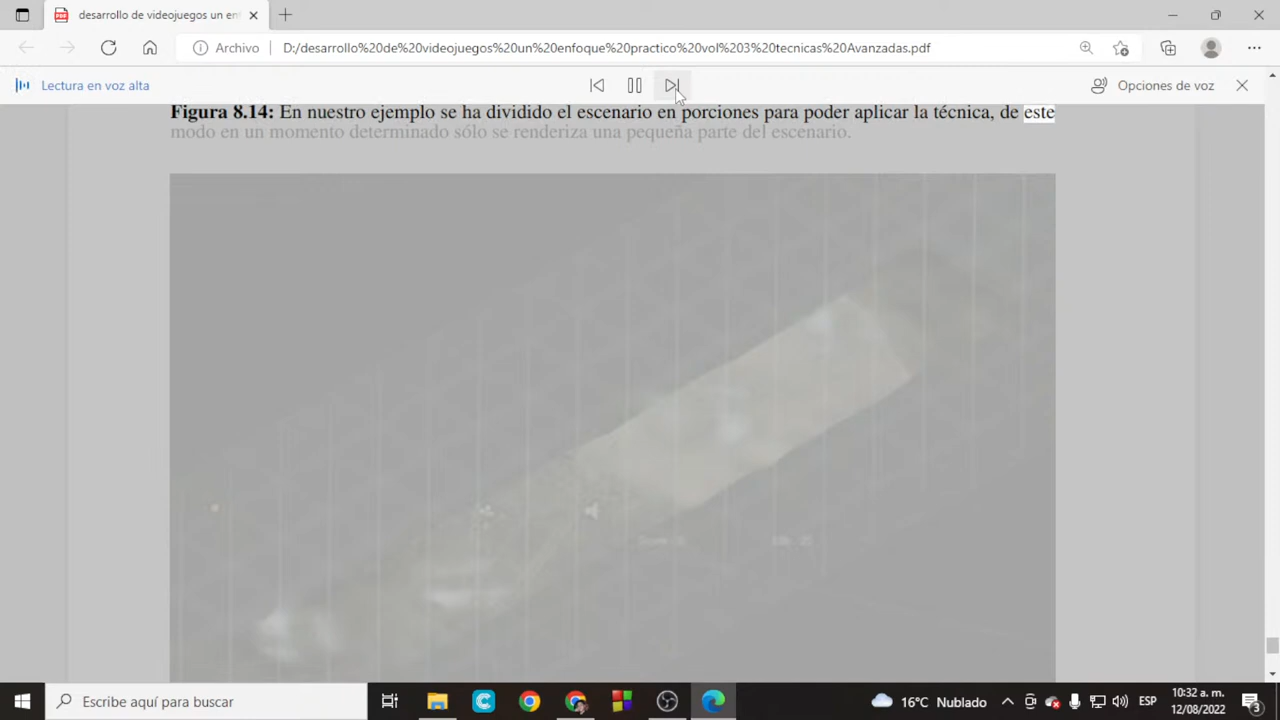 desarrollo de videojuegos un en
Archivo
D:/desarrollo%20de%20videojuegos%20un%20enfoque%20practico%20vol%203%20tecnicas%20Avanzadas.pdf
Lectura en voz alta
Opciones de voz
Figura 8.14: En nuestro ejemplo se ha dividido el escenario en porciones para poder aplicar la técnica, de este
modo en un momento determinado sólo se renderiza una pequeña parte del escenario.
Escribe aquí para buscar
16°C Nublado
ESP
10:32 a. m.
12/08/2022
3